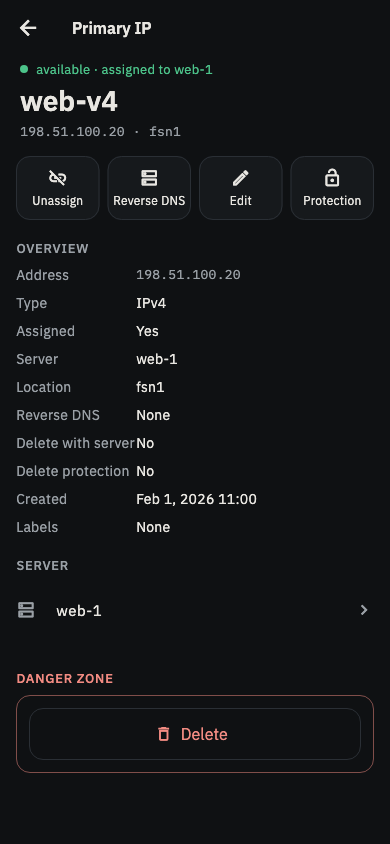 Primary IP
available · assigned to web-1
web-v4
198.51.100.20 · fsn1
Unassign Reverse DNS Edit Protection
OVERVIEW
Address 198.51.100.20
Type IPv4
Assigned Yes
Server web-1
Location fsn1
Reverse DNS None
Delete with server No
Delete protection No
Created Feb 1, 2026 11:00
Labels None
SERVER
web-1
DANGER ZONE
Delete